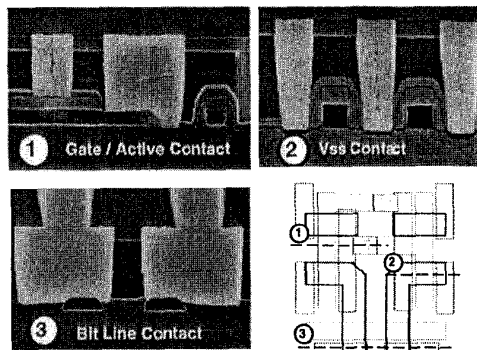 1 Gate / Active Contact
2 Vss Contact
3 Bit Line Contact
1
2
3